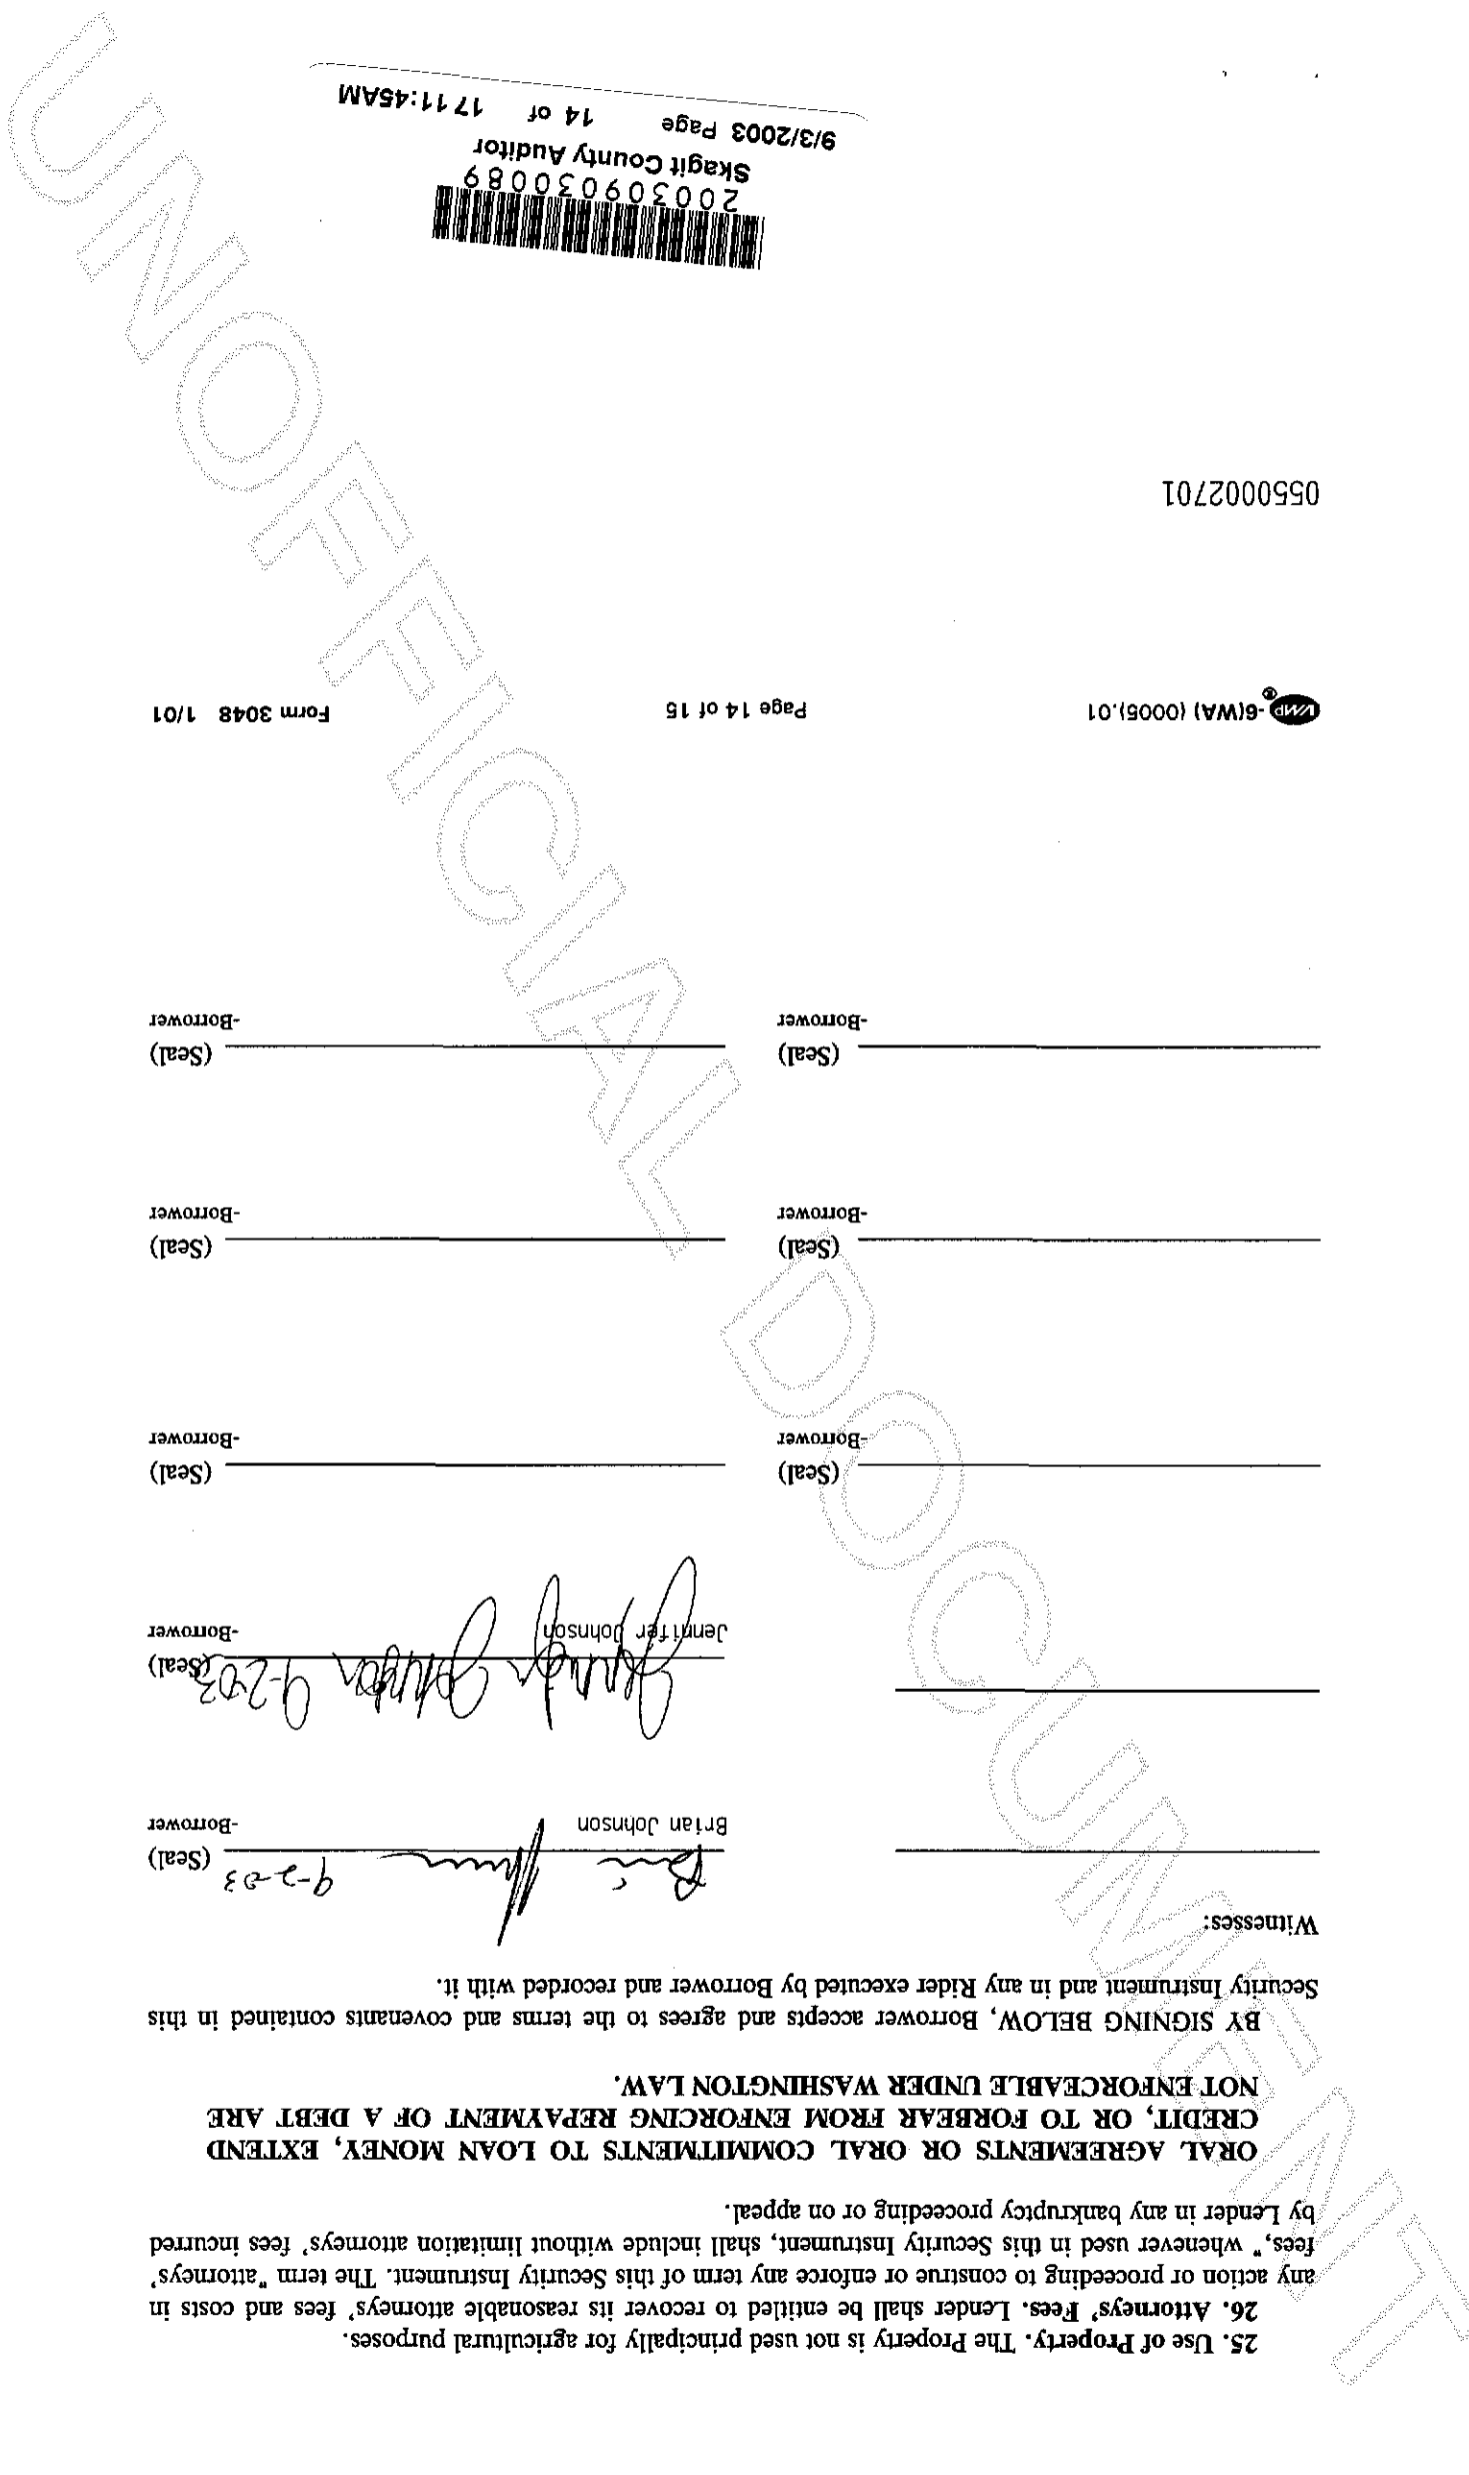 25. Use of Property. The Property is not used principally for agricultural purposes.
26. Attorneys' Fees. Lender shall be entitled to recover its reasonable attorneys' fees and costs in
any action or proceeding to construe or enforce any term of this Security Instrument. The term "attorneys'
fees," whenever used in this Security Instrument, shall include without limitation attorneys' fees incurred
by Lender in any bankruptcy proceeding or on appeal.
ORAL AGREEMENTS OR ORAL COMMITMENTS TO LOAN MONEY, EXTEND
CREDIT, OR TO FORBEAR FROM ENFORCING REPAYMENT OF A DEBT ARE
NOT ENFORCEABLE UNDER WASHINGTON LAW.
BY SIGNING BELOW, Borrower accepts and agrees to the terms and covenants contained in this
Security Instrument and in any Rider executed by Borrower and recorded with it.
Witnesses:
9-2-03 (Seal)
Brian Johnson -Borrower
Jennifer Johnson 9-2-03 (Seal)
Jennifer Johnson -Borrower
(Seal) (Seal)
-Borrower -Borrower
(Seal) (Seal)
-Borrower -Borrower
(Seal) (Seal)
-Borrower -Borrower
VMP®-6(WA) (0005).01 Page 14 of 15 Form 3048 1/01
0550002701
200309030089
Skagit County Auditor
9/3/2003 Page 14 of 17 11:45AM
UNOFFICIAL DOCUMENT